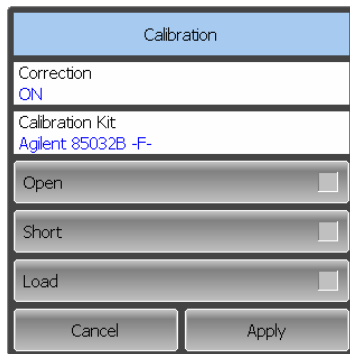 Calibration
Correction
ON
Calibration Kit
Agilent 85032B -F-
Open
Short
Load
Cancel Apply